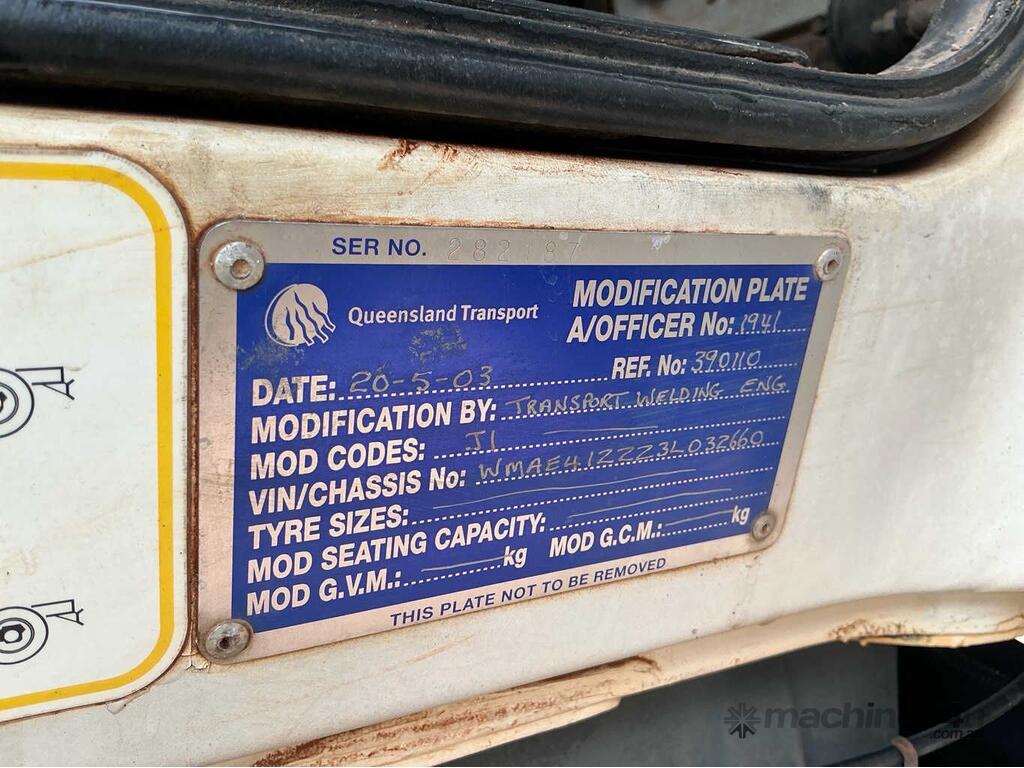 SER NO. 282187
Queensland Transport
MODIFICATION PLATE
A/OFFICER No: 1941
REF. No: 390110
DATE: 20-5-03
MODIFICATION BY: TRANSPORT WELDING ENG
MOD CODES: J1
VIN/CHASSIS No: WMAE41ZZZ3L032660
TYRE SIZES:
MOD SEATING CAPACITY:
MOD G.V.M.: kg MOD G.C.M.: kg
THIS PLATE NOT TO BE REMOVED